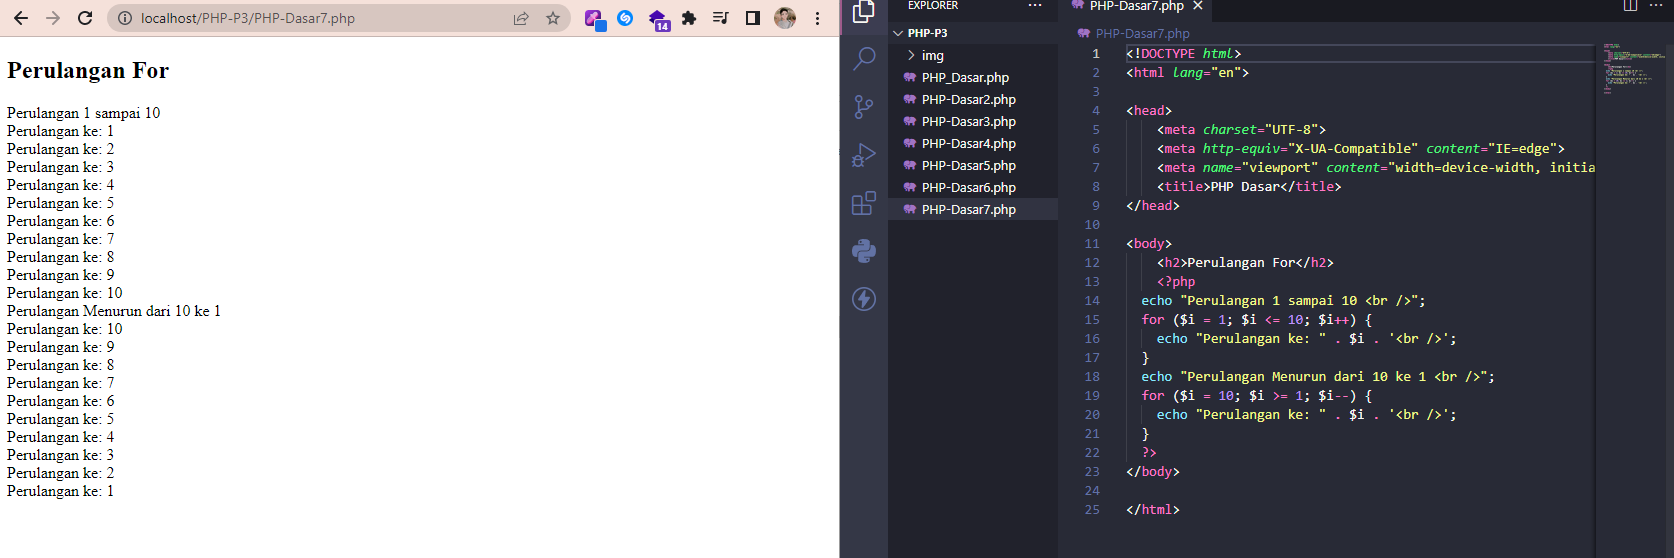 localhost/PHP-P3/PHP-Dasar7.php
14
Perulangan For
Perulangan 1 sampai 10
Perulangan ke: 1
Perulangan ke: 2
Perulangan ke: 3
Perulangan ke: 4
Perulangan ke: 5
Perulangan ke: 6
Perulangan ke: 7
Perulangan ke: 8
Perulangan ke: 9
Perulangan ke: 10
Perulangan Menurun dari 10 ke 1
Perulangan ke: 10
Perulangan ke: 9
Perulangan ke: 8
Perulangan ke: 7
Perulangan ke: 6
Perulangan ke: 5
Perulangan ke: 4
Perulangan ke: 3
Perulangan ke: 2
Perulangan ke: 1
EXPLORER
PHP-P3
img
PHP_Dasar.php
PHP-Dasar2.php
PHP-Dasar3.php
PHP-Dasar4.php
PHP-Dasar5.php
PHP-Dasar6.php
PHP-Dasar7.php
PHP-Dasar7.php
PHP-Dasar7.php
1 <!DOCTYPE html>
2 <html lang="en">
3
4 <head>
5 <meta charset="UTF-8">
6 <meta http-equiv="X-UA-Compatible" content="IE=edge">
7 <meta name="viewport" content="width=device-width, initia
8 <title>PHP Dasar</title>
9 </head>
10
11 <body>
12 <h2>Perulangan For</h2>
13 <?php
14 echo "Perulangan 1 sampai 10 <br />";
15 for ($i = 1; $i <= 10; $i++) {
16 echo "Perulangan ke: " . $i . '<br />';
17 }
18 echo "Perulangan Menurun dari 10 ke 1 <br />";
19 for ($i = 10; $i >= 1; $i--) {
20 echo "Perulangan ke: " . $i . '<br />';
21 }
22 ?>
23 </body>
24
25 </html>